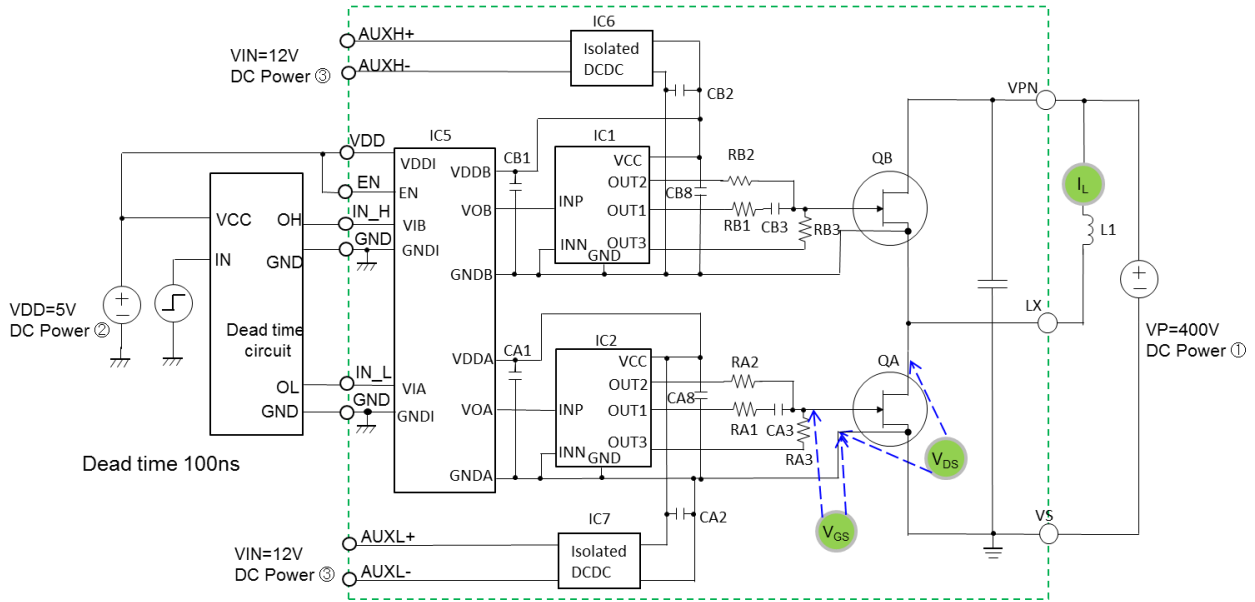 AUXH+
AUXH-
VIN=12V
DC Power ③
IC6
Isolated
DCDC
CB2
VPN
VDD
EN
IN_H
GND
IC5
VDDI
EN
VIB
GNDI
VDDB
VOB
GNDB
CB1
IC1
VCC
OUT2
OUT1
OUT3
INP
INN
GND
CB8
RB2
RB1
CB3
RB3
QB
IL
L1
LX
VCC
IN
OH
GND
Dead time
circuit
OL
GND
VDD=5V
DC Power ②
VP=400V
DC Power ①
IN_L
GND
VIA
GNDI
VDDA
VOA
GNDA
CA1
IC2
VCC
OUT2
OUT1
OUT3
INP
INN
GND
CA8
RA2
RA1
CA3
RA3
QA
VDS
VGS
VS
Dead time 100ns
CA2
AUXL+
AUXL-
VIN=12V
DC Power ③
IC7
Isolated
DCDC